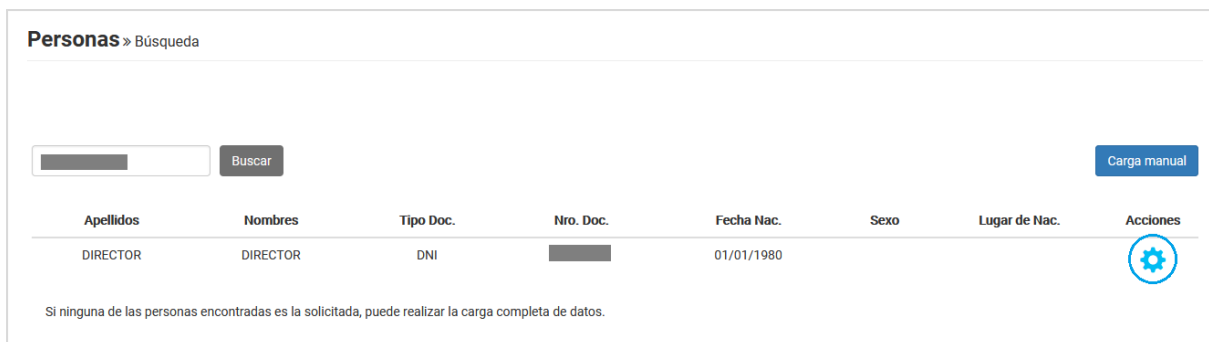 Personas » Búsqueda
Buscar
Carga manual
Apellidos Nombres Tipo Doc. Nro. Doc. Fecha Nac. Sexo Lugar de Nac. Acciones
DIRECTOR DIRECTOR DNI 01/01/1980
Si ninguna de las personas encontradas es la solicitada, puede realizar la carga completa de datos.